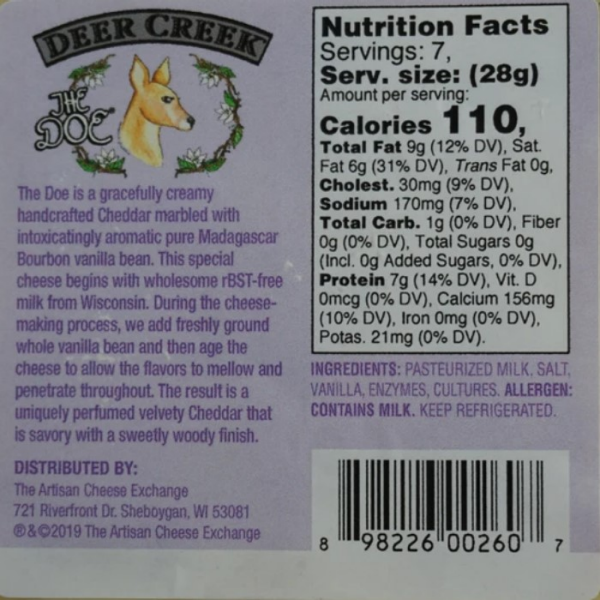 DEER CREEK
THE
DOE
The Doe is a gracefully creamy
handcrafted Cheddar marbled with
intoxicatingly aromatic pure Madagascar
Bourbon vanilla bean. This special
cheese begins with wholesome rBST-free
milk from Wisconsin. During the cheese-
making process, we add freshly ground
whole vanilla bean and then age the
cheese to allow the flavors to mellow and
penetrate throughout. The result is a
uniquely perfumed velvety Cheddar that
is savory with a sweetly woody finish.
DISTRIBUTED BY:
The Artisan Cheese Exchange
721 Riverfront Dr. Sheboygan, WI 53081
®&©2019 The Artisan Cheese Exchange
Nutrition Facts
Servings: 7,
Serv. size: (28g)
Amount per serving:
Calories 110,
Total Fat 9g (12% DV), Sat.
Fat 6g (31% DV), Trans Fat 0g,
Cholest. 30mg (9% DV),
Sodium 170mg (7% DV),
Total Carb. 1g (0% DV), Fiber
0g (0% DV), Total Sugars 0g
(Incl. 0g Added Sugars, 0% DV),
Protein 7g (14% DV), Vit. D
0mcg (0% DV), Calcium 156mg
(10% DV), Iron 0mg (0% DV),
Potas. 21mg (0% DV).
INGREDIENTS: PASTEURIZED MILK, SALT,
VANILLA, ENZYMES, CULTURES. ALLERGEN:
CONTAINS MILK. KEEP REFRIGERATED.
8 98226 00260 7